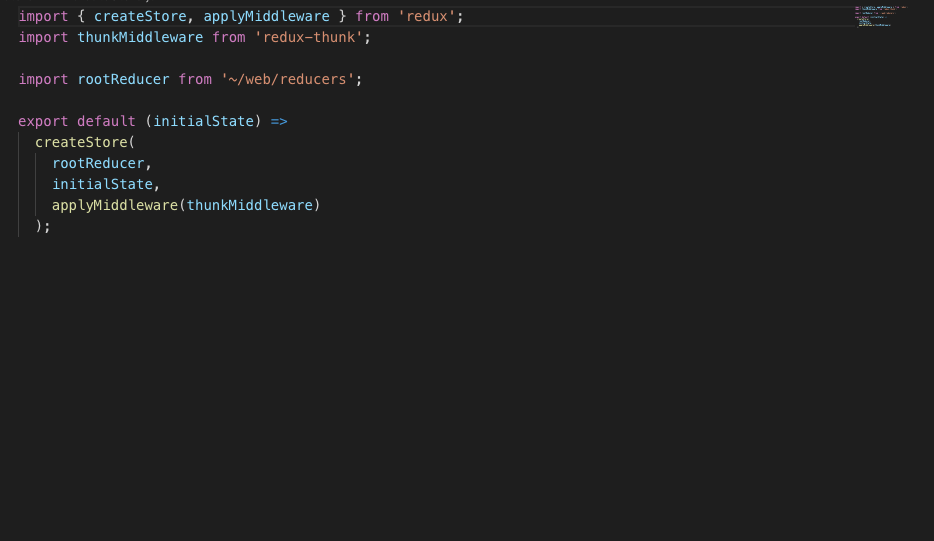 import { createStore, applyMiddleware } from 'redux';
import thunkMiddleware from 'redux-thunk';
import rootReducer from '~/web/reducers';
export default (initialState) =>
createStore(
rootReducer,
initialState,
applyMiddleware(thunkMiddleware)
);